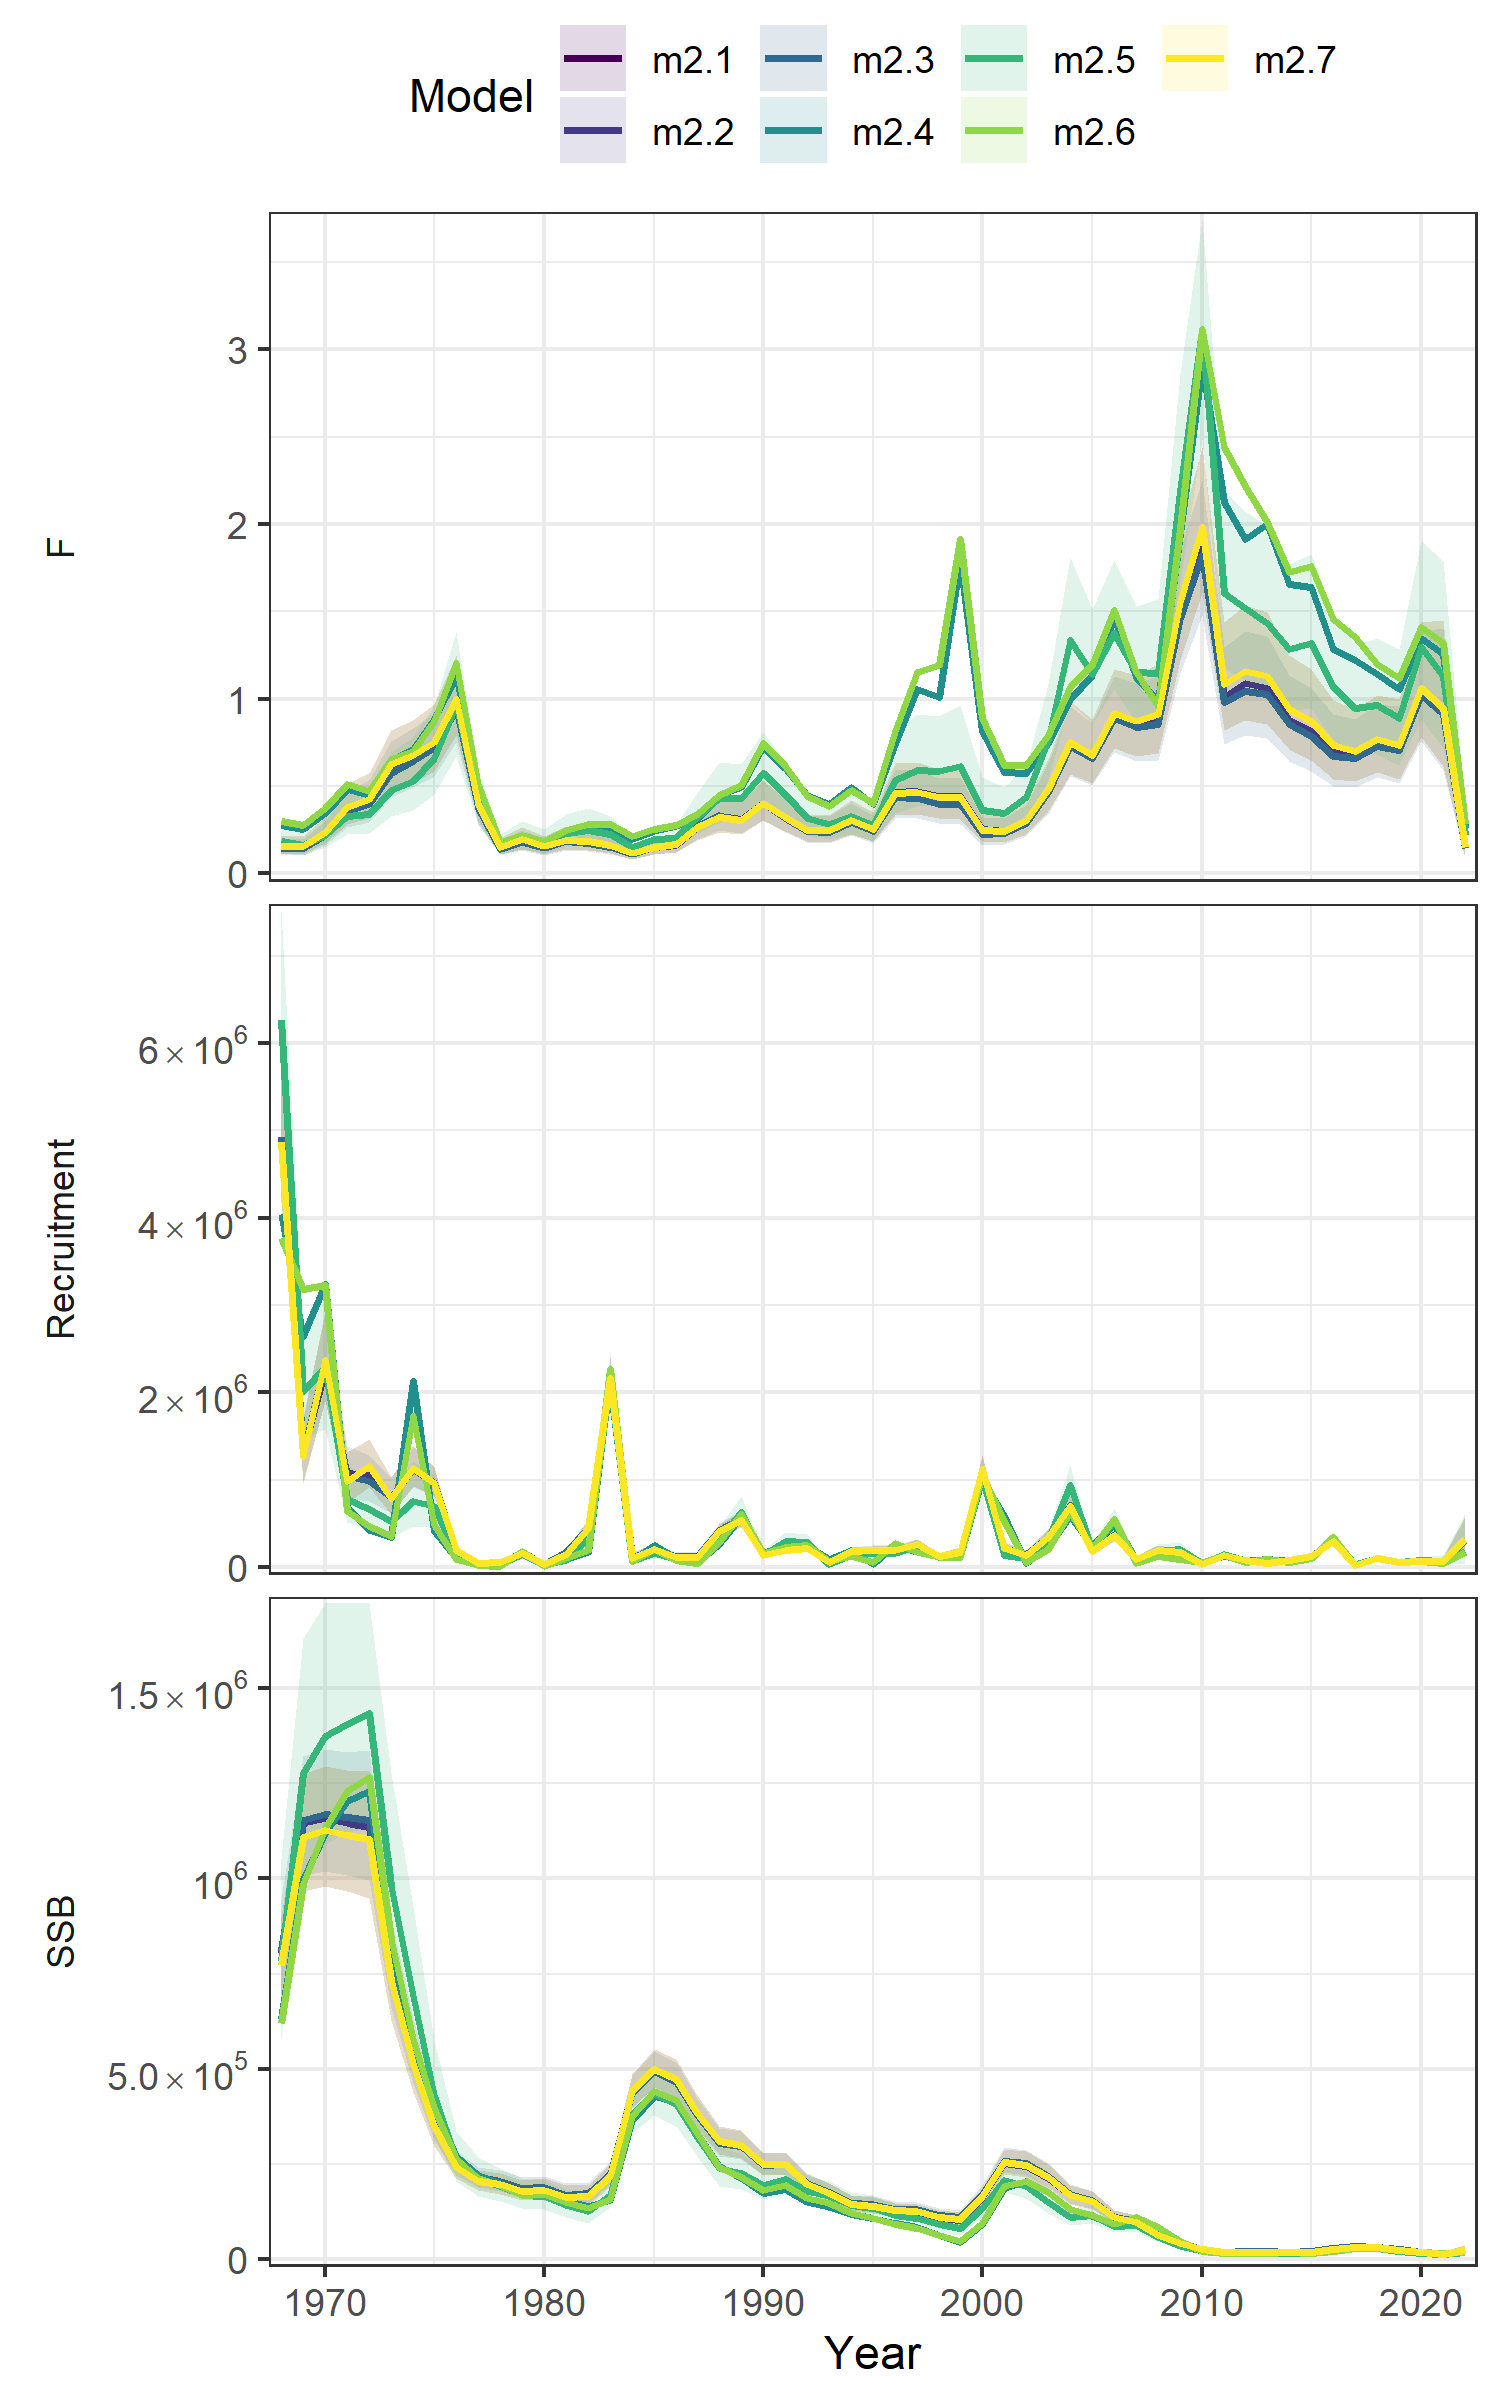 Model
m2.1 m2.3 m2.5 m2.7
m2.2 m2.4 m2.6
F
3
2
1
0
Recruitment
6 × 10⁶
4 × 10⁶
2 × 10⁶
0
SSB
1.5 × 10⁶
10⁶
5.0 × 10⁵
0
1970 1980 1990 2000 2010 2020
Year